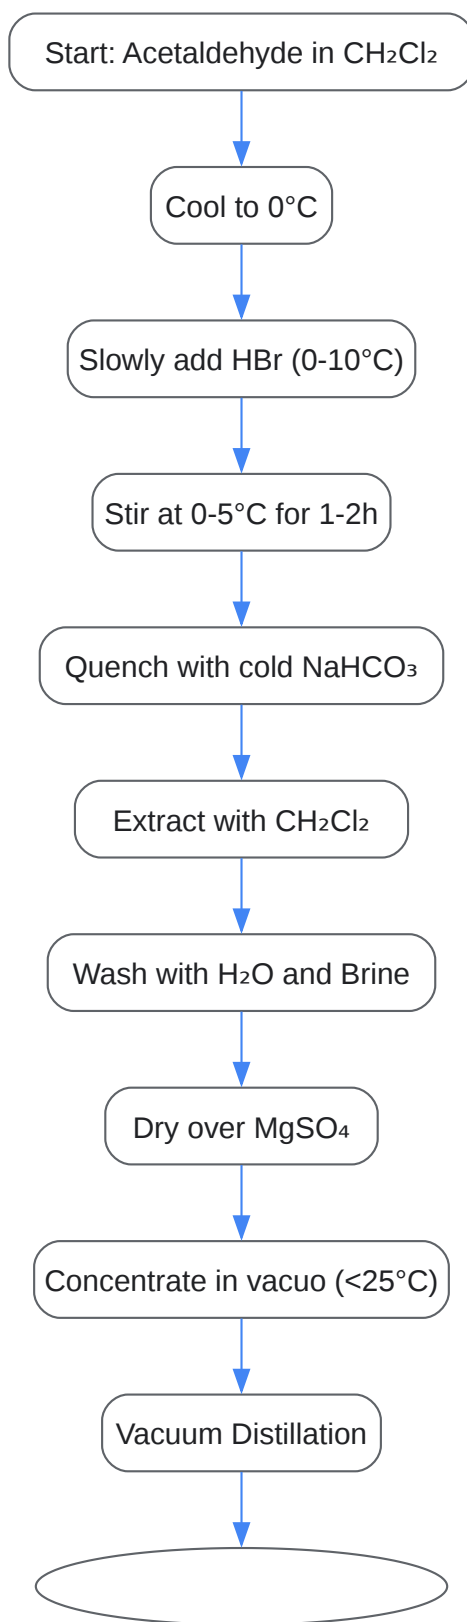 Start: Acetaldehyde in CH₂Cl₂
Cool to 0°C
Slowly add HBr (0-10°C)
Stir at 0-5°C for 1-2h
Quench with cold NaHCO₃
Extract with CH₂Cl₂
Wash with H₂O and Brine
Dry over MgSO₄
Concentrate in vacuo (<25°C)
Vacuum Distillation